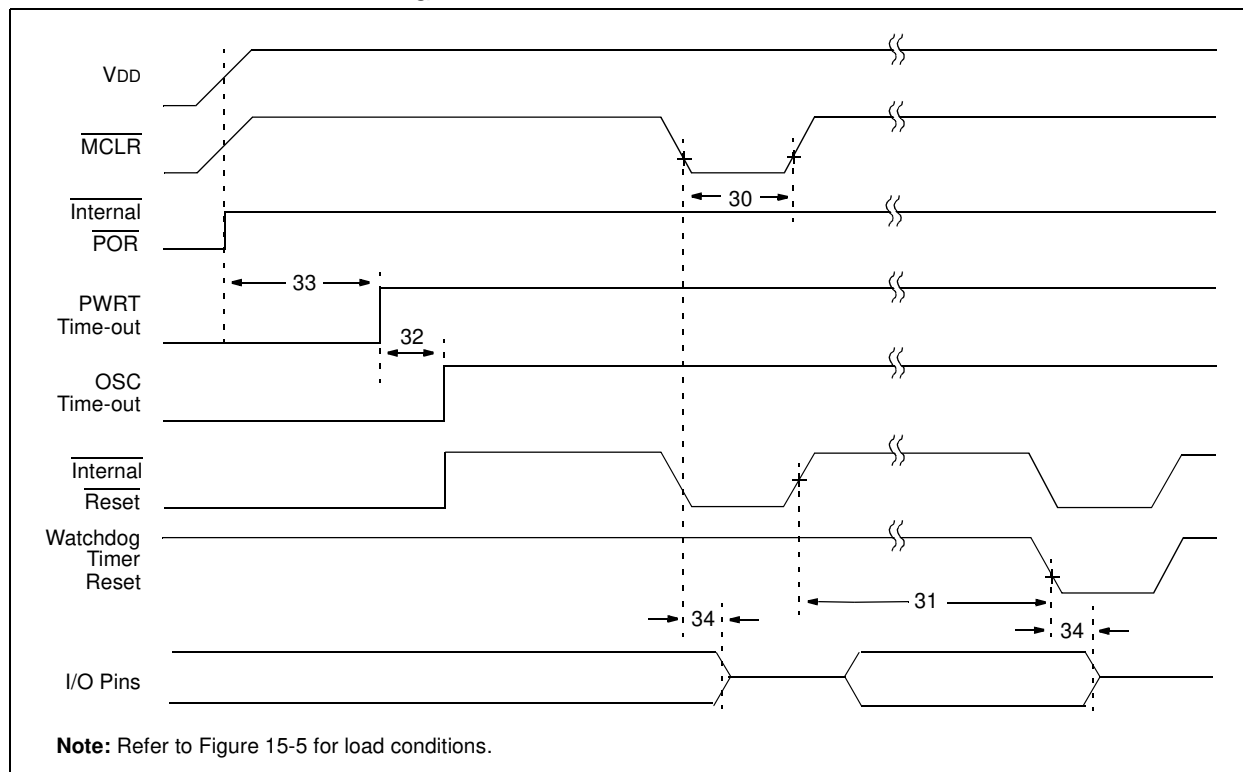 VDD
MCLR
30
Internal
POR
33
PWRT
Time-out
32
OSC
Time-out
Internal
Reset
Watchdog
Timer
Reset
31
34
34
I/O Pins
Note: Refer to Figure 15-5 for load conditions.